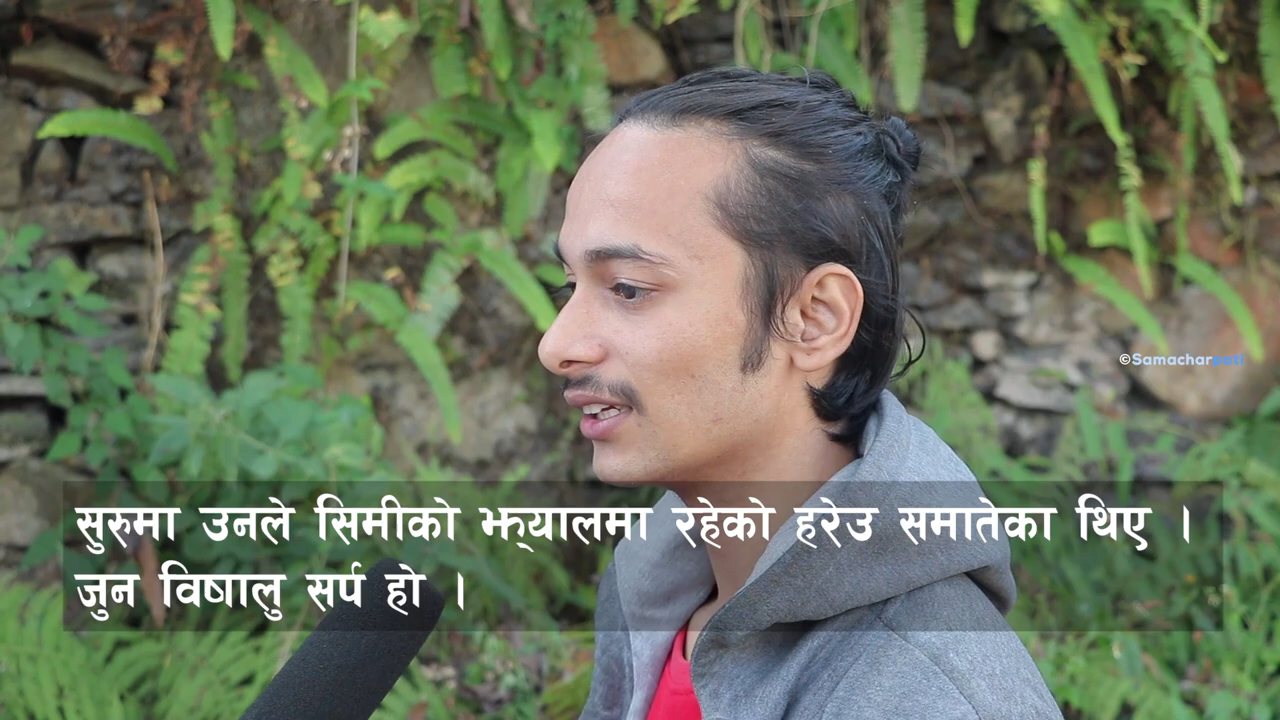 ©Samacharpati
सुरुमा उनले सिमीको झ्यालमा रहेको हरेउ समातेका थिए ।
जुन विषालु सर्प हो ।